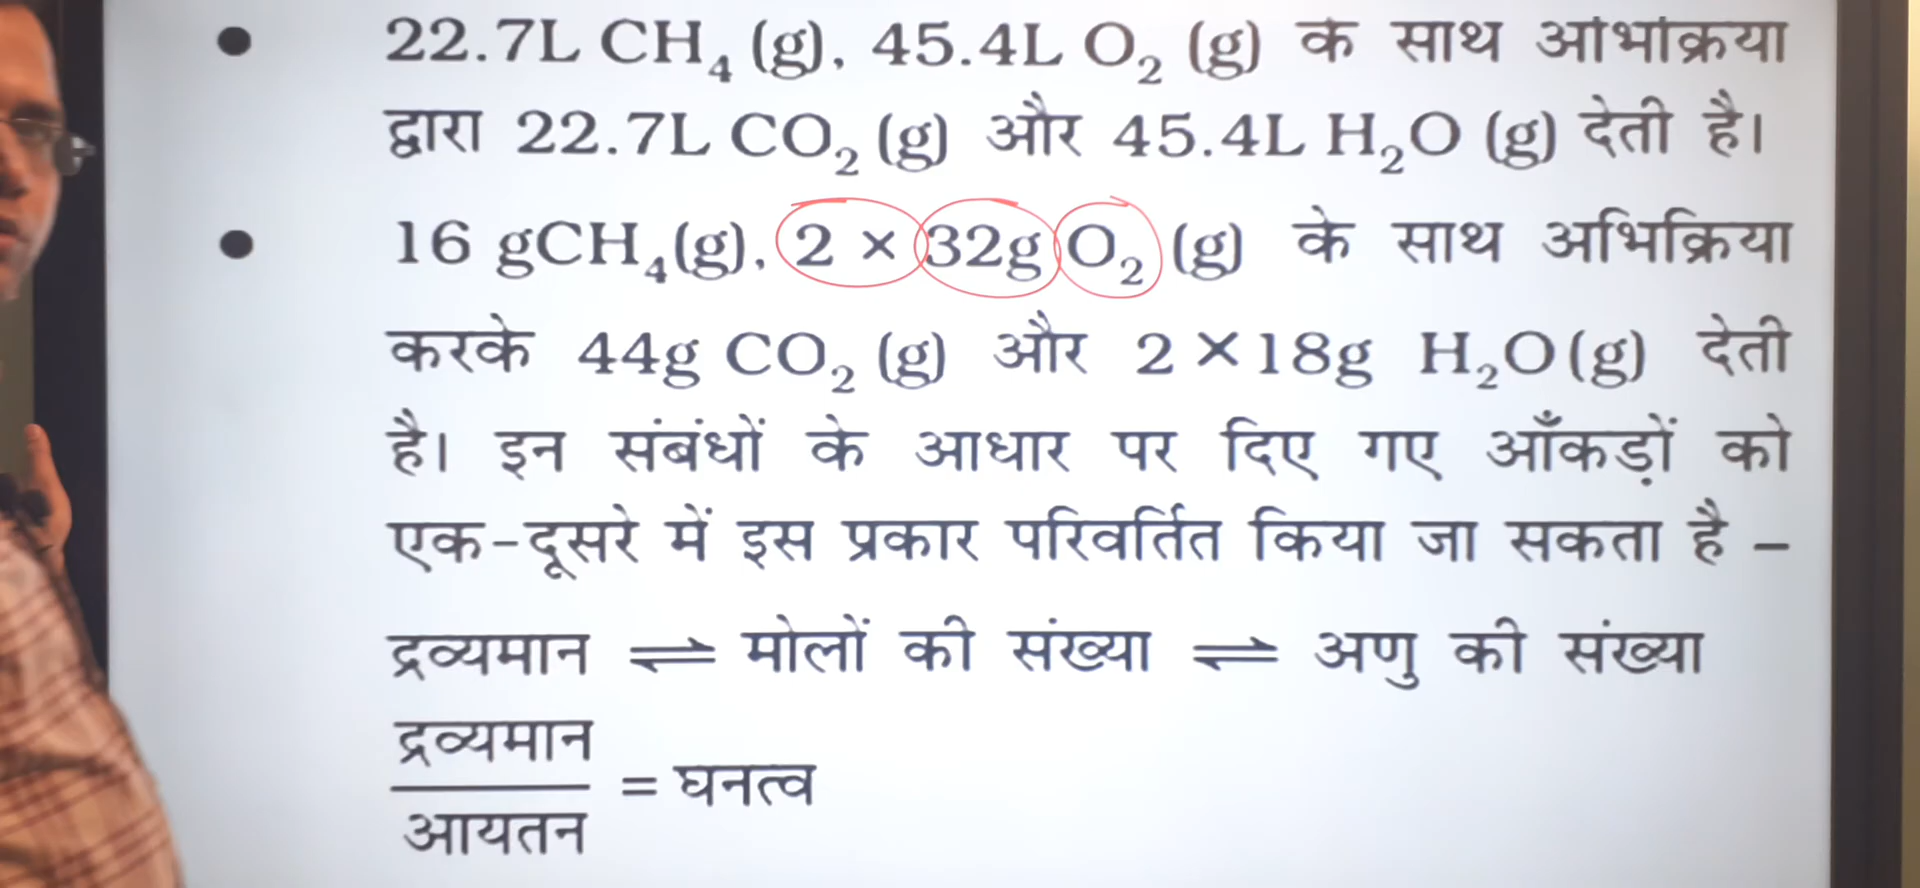 • 22.7L CH₄ (g), 45.4L O₂ (g) के साथ अभिक्रिया
द्वारा 22.7L CO₂ (g) और 45.4L H₂O (g) देती है।
• 16 gCH₄(g), 2 × 32g O₂ (g) के साथ अभिक्रिया
करके 44g CO₂ (g) और 2 × 18g H₂O (g) देती
है। इन संबंधों के आधार पर दिए गए आँकड़ों को
एक-दूसरे में इस प्रकार परिवर्तित किया जा सकता है –
द्रव्यमान ⇌ मोलों की संख्या ⇌ अणु की संख्या
द्रव्यमान
= घनत्व
आयतन